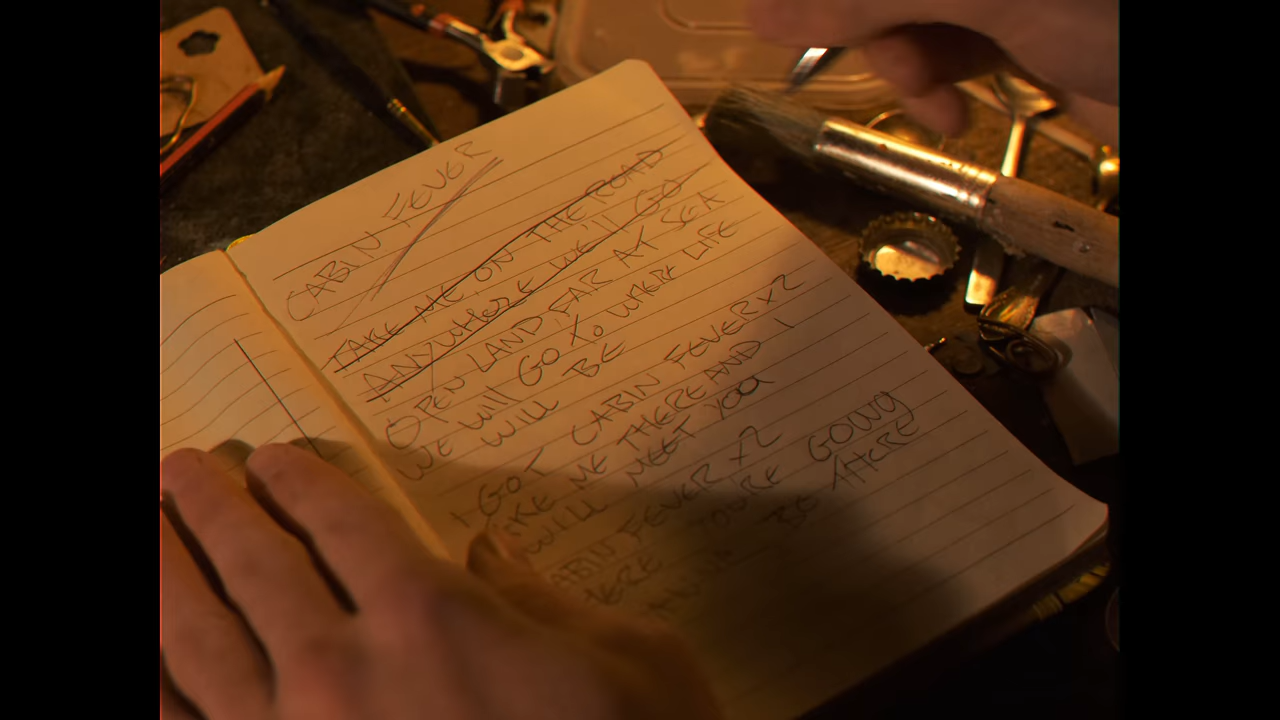 CABIN FEVER
TAKE ME ON THE ROAD
ANYWHERE WE'll GO
OPEN LAND FAR AT SEA
WE WIll GO To WHERE LIFE
WILL BE
I GOT CABIN FEVER x2
TAKE ME THERE AND I
WILL MEET YOU
CABIN FEVER x2
HERE YOU'RE GOING
BE THERE